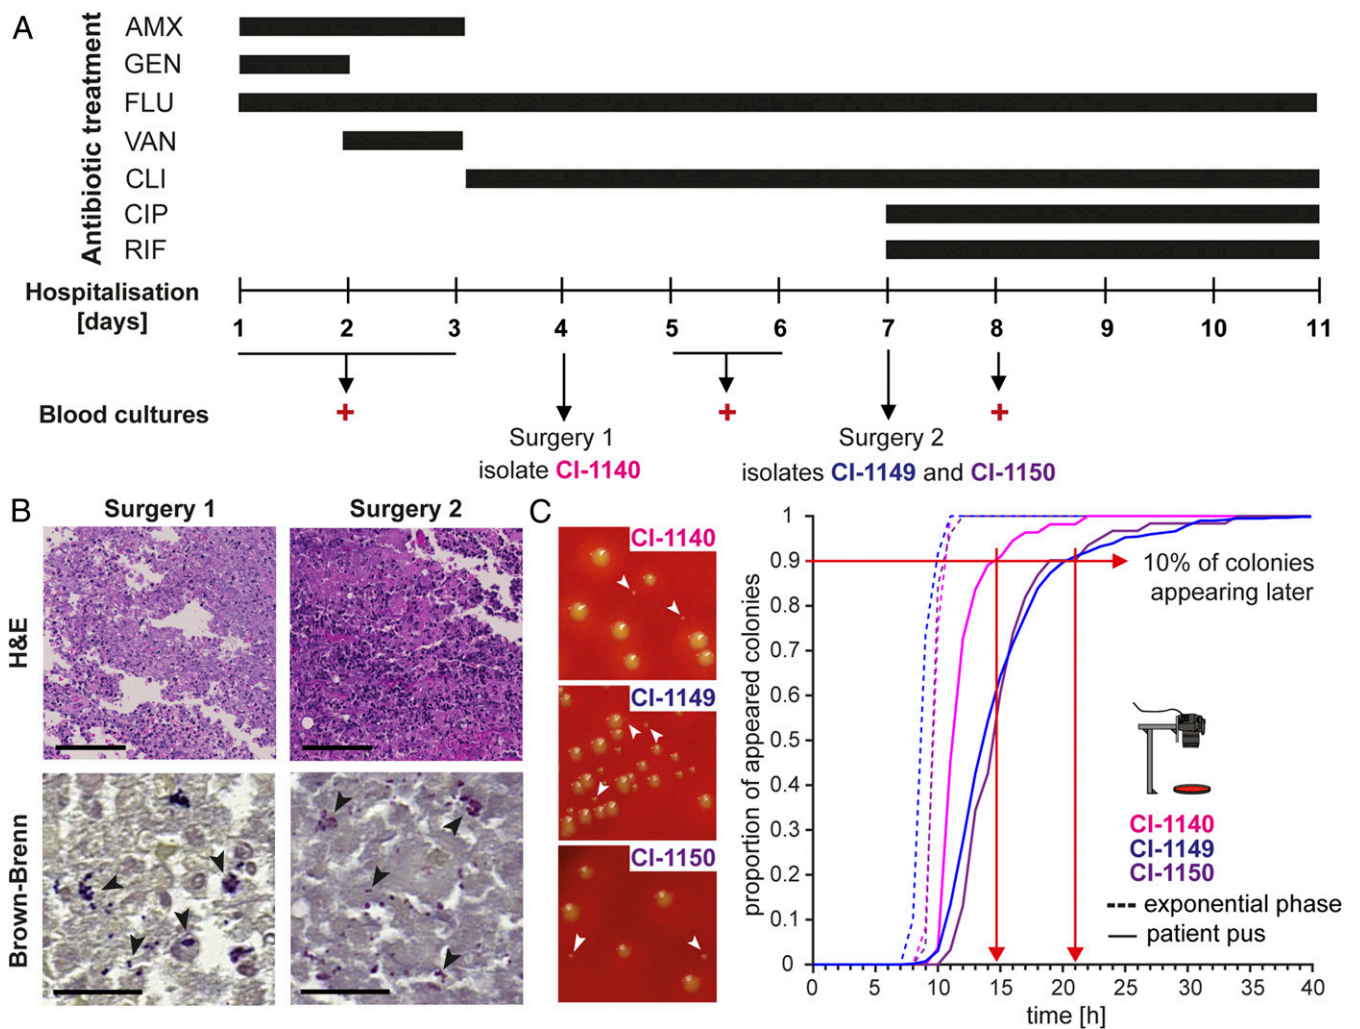 A
Antibiotic treatment
AMX
GEN
FLU
VAN
CLI
CIP
RIF
Hospitalisation
[days]
1 2 3 4 5 6 7 8 9 10 11
Blood cultures
+ + +
Surgery 1
isolate CI-1140
Surgery 2
isolates CI-1149 and CI-1150
B
Surgery 1
Surgery 2
H&E
Brown-Brenn
C
CI-1140
CI-1149
CI-1150
proportion of appeared colonies
1
0.9
0.8
0.7
0.6
0.5
0.4
0.3
0.2
0.1
0
0 5 10 15 20 25 30 35 40
time [h]
10% of colonies
appearing later
CI-1140
CI-1149
CI-1150
exponential phase
patient pus